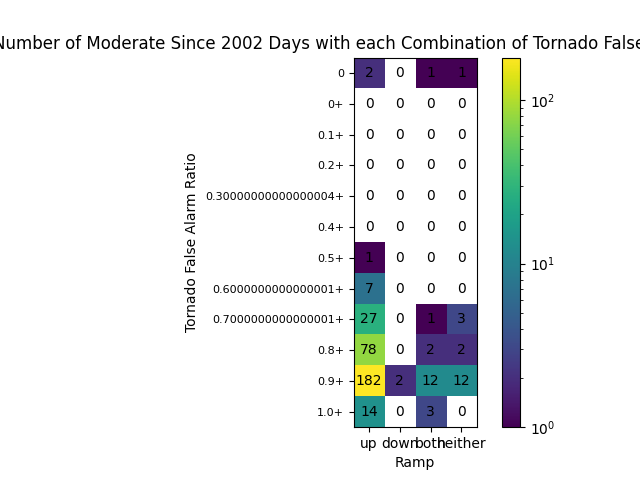 Number of Moderate Since 2002 Days with each Combination of Tornado False
0 2 0 1 1
0+ 0 0 0 0
0.1+ 0 0 0 0
0.2+ 0 0 0 0
0.30000000000000004+ 0 0 0 0
0.4+ 0 0 0 0
0.5+ 1 0 0 0
0.6000000000000001+ 7 0 0 0
0.7000000000000001+ 27 0 1 3
0.8+ 78 0 2 2
0.9+ 182 2 12 12
1.0+ 14 0 3 0
up down both neither
Ramp
Tornado False Alarm Ratio
10²
10¹
10⁰